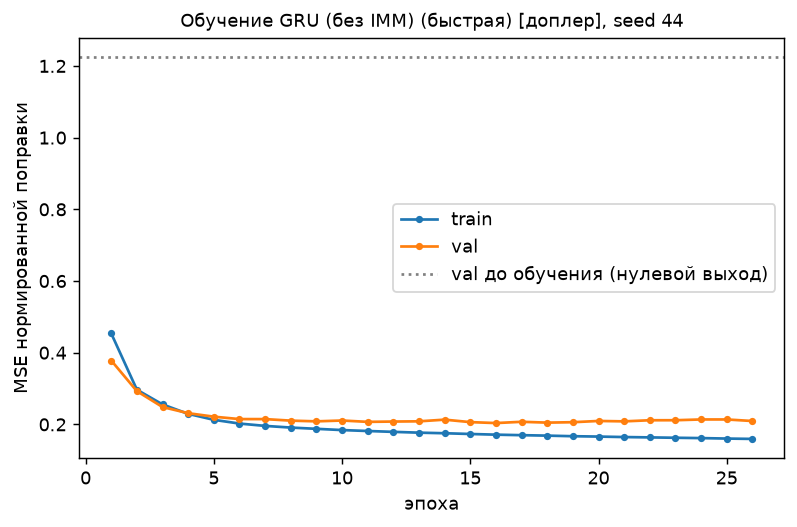 Обучение GRU (без IMM) (быстрая) [доплер], seed 44
MSE нормированной поправки
1.2
1.0
0.8
0.6
0.4
0.2
train
val
val до обучения (нулевой выход)
0 5 10 15 20 25
эпоха